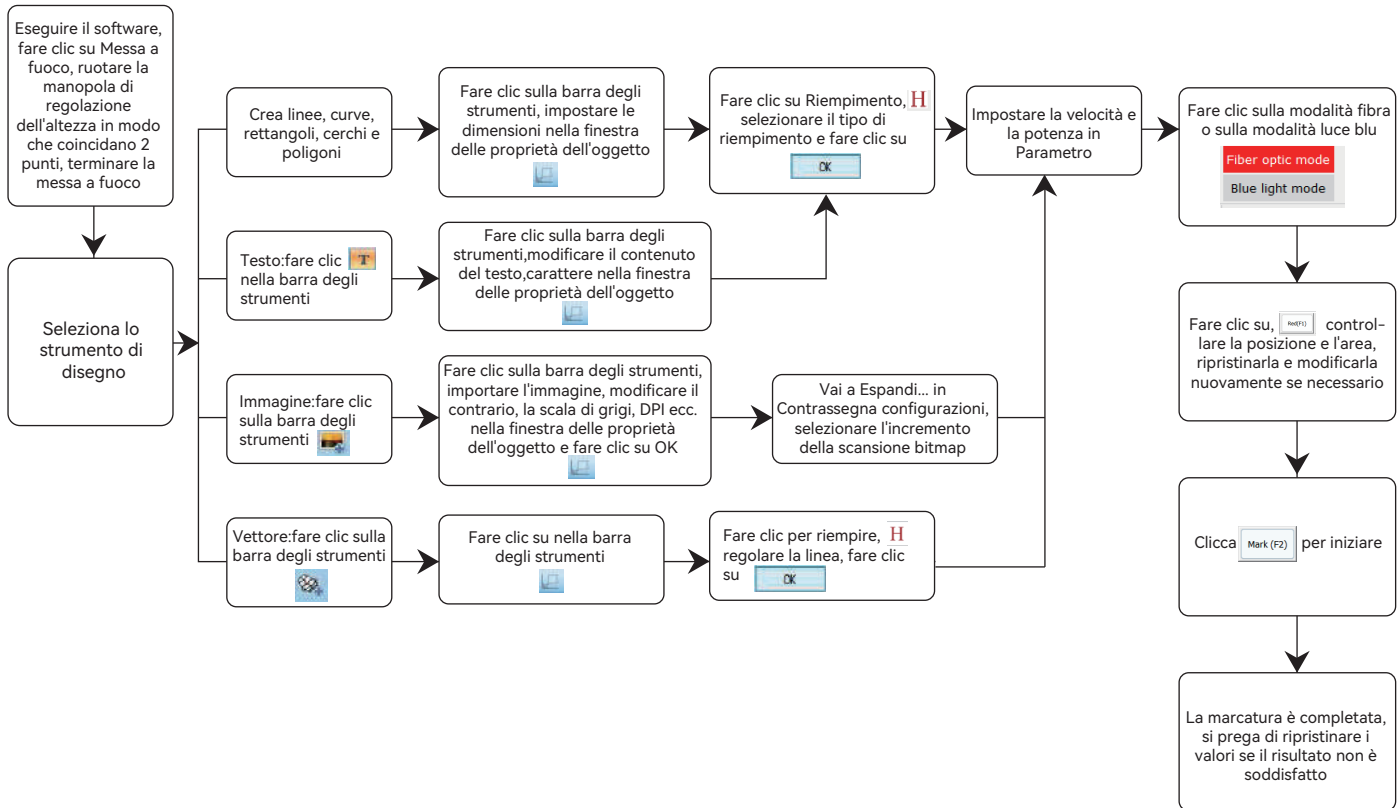 Eseguire il software,
fare clic su Messa a
fuoco, ruotare la
manopola di
regolazione
dell'altezza in modo
che coincidano 2
punti, terminare la
messa a fuoco
Seleziona lo
strumento di
disegno
Crea linee, curve,
rettangoli, cerchi e
poligoni
Fare clic sulla barra degli
strumenti, impostare le
dimensioni nella finestra
delle proprietà dell'oggetto
Fare clic su Riempimento, H
selezionare il tipo di
riempimento e fare clic su
OK
Testo:fare clic T
nella barra degli
strumenti
Fare clic sulla barra degli
strumenti,modificare il contenuto
del testo,carattere nella finestra
delle proprietà dell'oggetto
Immagine:fare clic
sulla barra degli
strumenti
Fare clic sulla barra degli strumenti,
importare l'immagine, modificare il
contrario, la scala di grigi, DPI ecc.
nella finestra delle proprietà
dell'oggetto e fare clic su OK
Vai a Espandi... in
Contrassegna configurazioni,
selezionare l'incremento
della scansione bitmap
Vettore:fare clic sulla
barra degli strumenti
Fare clic su nella barra
degli strumenti
Fare clic per riempire, H
regolare la linea, fare clic
su OK
Impostare la velocità e
la potenza in
Parametro
Fare clic sulla modalità fibra
o sulla modalità luce blu
Fiber optic mode
Blue light mode
Fare clic su, Red(F1) control-
lare la posizione e l'area,
ripristinarla e modificarla
nuovamente se necessario
Clicca Mark (F2) per iniziare
La marcatura è completata,
si prega di ripristinare i
valori se il risultato non è
soddisfatto